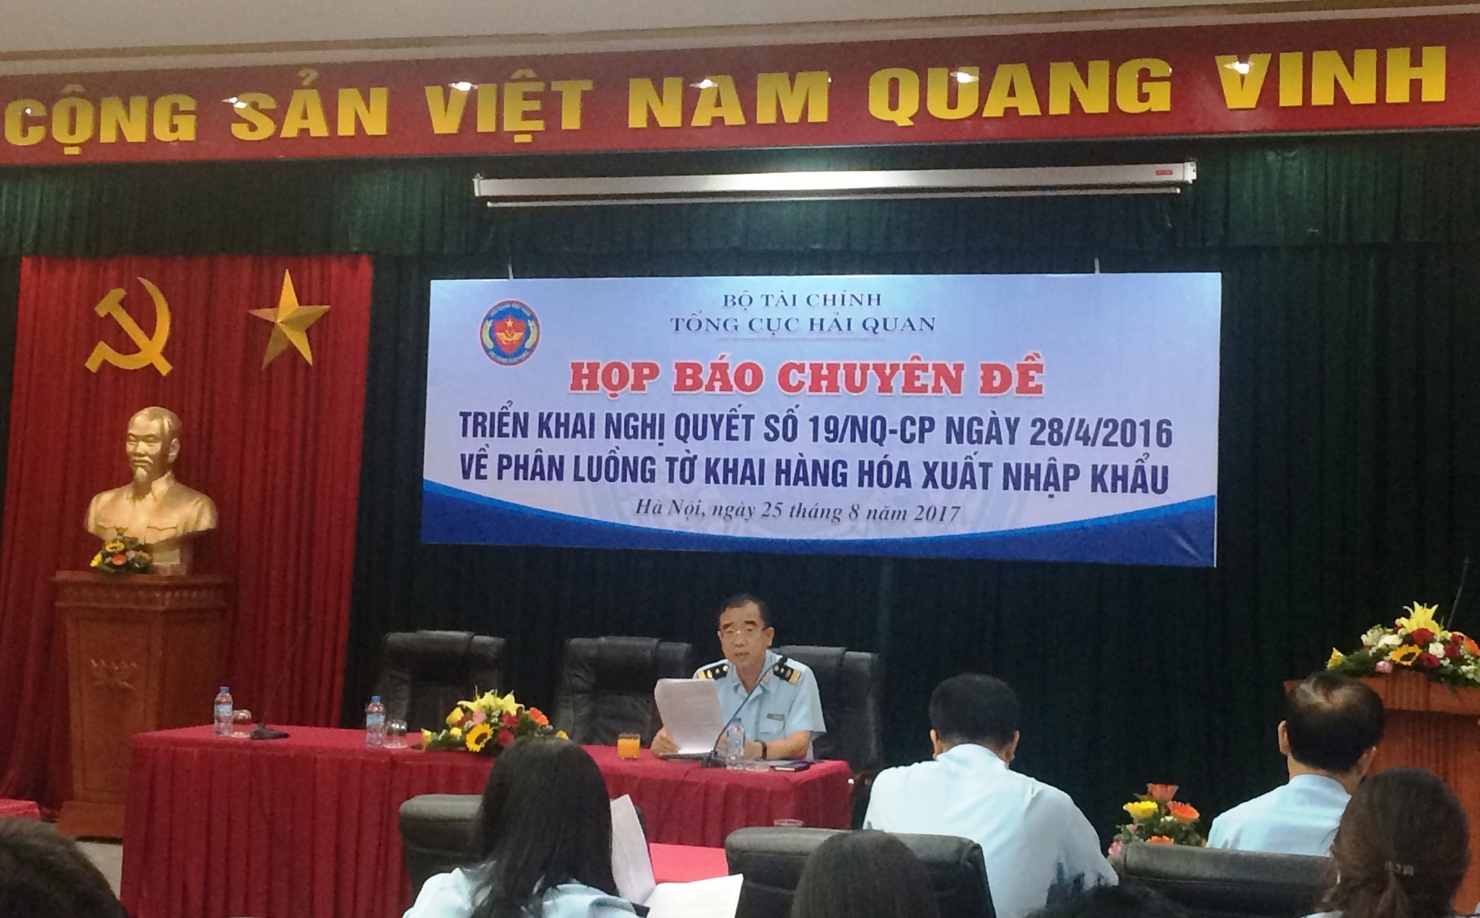 CỘNG SẢN VIỆT NAM QUANG VINH
BỘ TÀI CHÍNH
TỔNG CỤC HẢI QUAN
HỌP BÁO CHUYÊN ĐỀ
TRIỂN KHAI NGHỊ QUYẾT SỐ 19/NQ-CP NGÀY 28/4/2016
VỀ PHÂN LUỒNG TỜ KHAI HÀNG HÓA XUẤT NHẬP KHẨU
Hà Nội, ngày 25 tháng 8 năm 2017